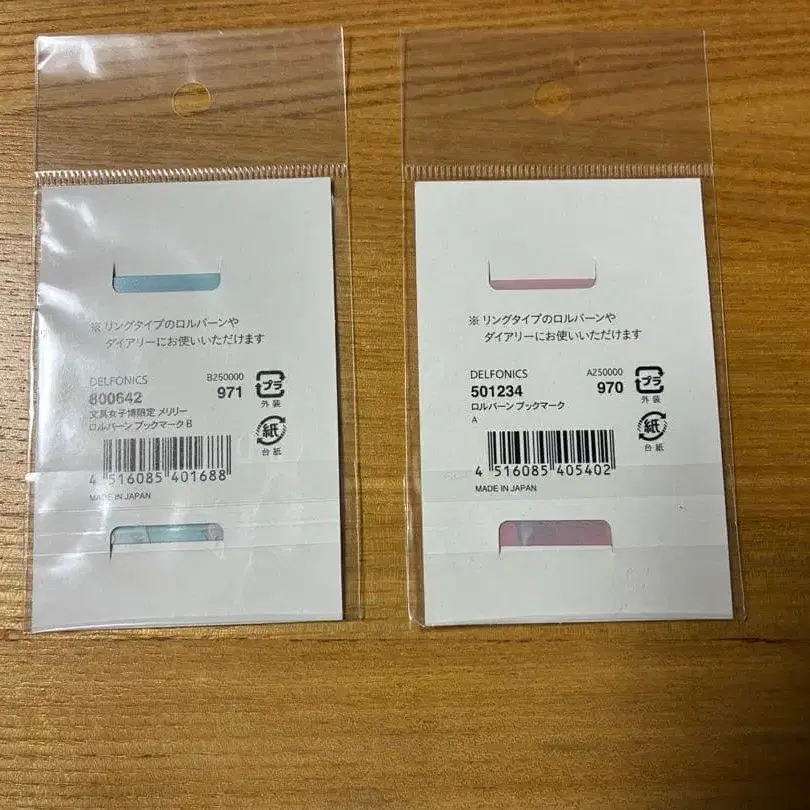 ※ リングタイプのロルバーンや
ダイアリーにお使いいただけます
DELFONICS
B250000
800642
971
文具女子博限定 メリリー
ロルバーン ブックマーク B
プラ
外装
紙
台紙
4 516085 401688
MADE IN JAPAN
※ リングタイプのロルバーンや
ダイアリーにお使いいただけます
DELFONICS
A250000
501234
970
ロルバーン ブックマーク
A
プラ
外装
紙
台紙
4 516085 405402
MADE IN JAPAN